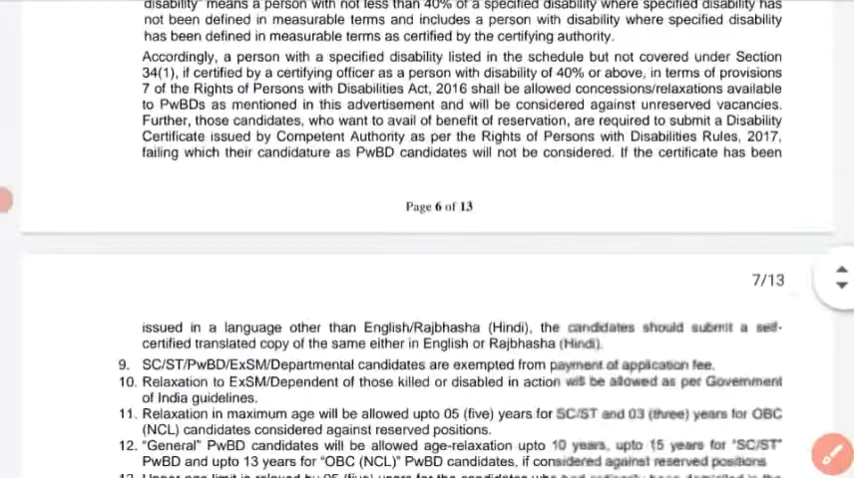 disability" means a person with not less than 40% of a specified disability where specified disability has
not been defined in measurable terms and includes a person with disability where specified disability
has been defined in measurable terms as certified by the certifying authority.
Accordingly, a person with a specified disability listed in the schedule but not covered under Section
34(1), if certified by a certifying officer as a person with disability of 40% or above, in terms of provisions
7 of the Rights of Persons with Disabilities Act, 2016 shall be allowed concessions/relaxations available
to PwBDs as mentioned in this advertisement and will be considered against unreserved vacancies.
Further, those candidates, who want to avail of benefit of reservation, are required to submit a Disability
Certificate issued by Competent Authority as per the Rights of Persons with Disabilities Rules, 2017,
failing which their candidature as PwBD candidates will not be considered. If the certificate has been
Page 6 of 13
7/13
issued in a language other than English/Rajbhasha (Hindi), the candidates should submit a self-
certified translated copy of the same either in English or Rajbhasha (Hindi).
9. SC/ST/PwBD/ExSM/Departmental candidates are exempted from payment of application fee.
10. Relaxation to ExSM/Dependent of those killed or disabled in action will be allowed as per Government
of India guidelines.
11. Relaxation in maximum age will be allowed upto 05 (five) years for SC/ST and 03 (three) years for OBC
(NCL) candidates considered against reserved positions.
12. "General" PwBD candidates will be allowed age-relaxation upto 10 years, upto 15 years for "SC/ST"
PwBD and upto 13 years for "OBC (NCL)" PwBD candidates, if considered against reserved positions